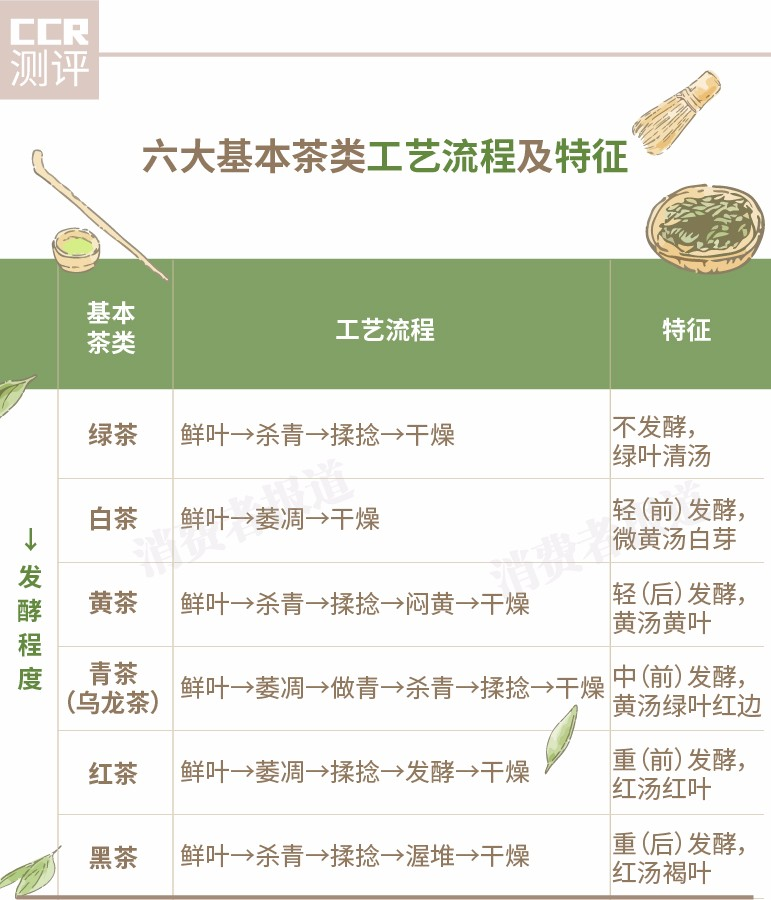 CCR
测评
六大基本茶类工艺流程及特征
基本
茶类
工艺流程
特征
绿茶
鲜叶→杀青→揉捻→干燥
不发酵，
绿叶清汤
白茶
鲜叶→萎凋→干燥
轻（前）发酵，
微黄汤白芽
黄茶
鲜叶→杀青→揉捻→闷黄→干燥
轻（后）发酵，
黄汤黄叶
青茶
（乌龙茶）
鲜叶→萎凋→做青→杀青→揉捻→干燥
中（前）发酵，
黄汤绿叶红边
红茶
鲜叶→萎凋→揉捻→发酵→干燥
重（前）发酵，
红汤红叶
黑茶
鲜叶→杀青→揉捻→渥堆→干燥
重（后）发酵，
红汤褐叶
↓发酵程度
消费者报道
消费者报道